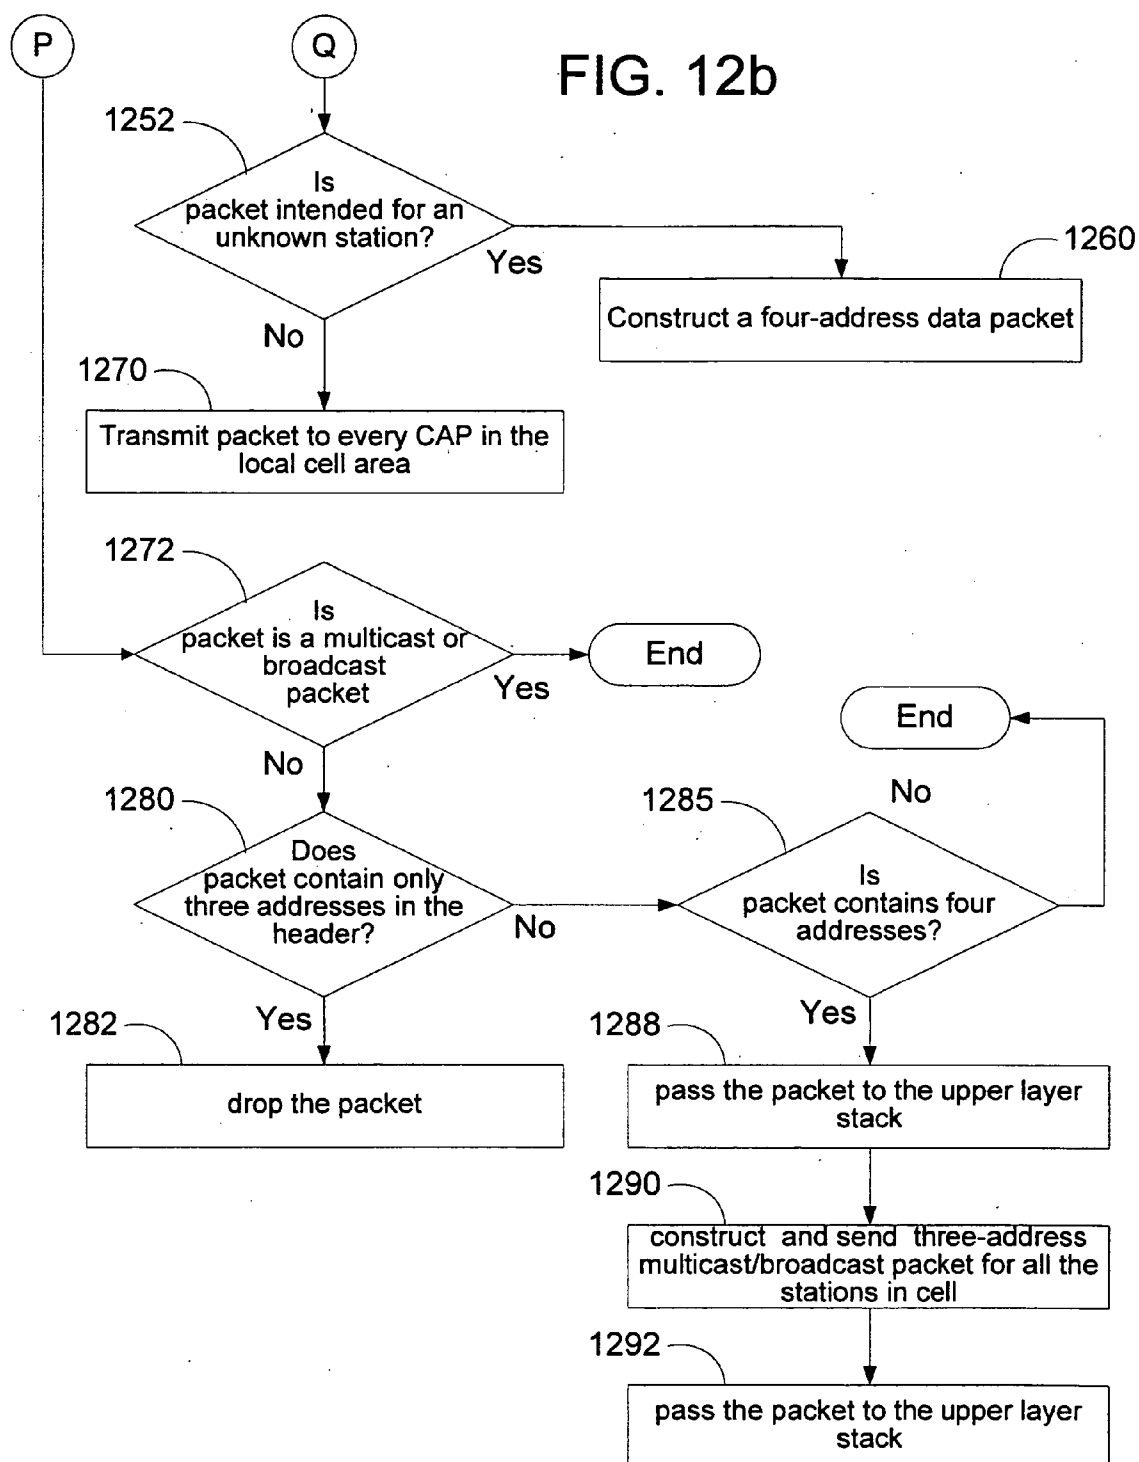 P
Q
FIG. 12b
1252
Is
packet intended for an
unknown station?
Yes
1260
Construct a four-address data packet
No
1270
Transmit packet to every CAP in the
local cell area
1272
Is
packet is a multicast or
broadcast
packet
Yes
End
End
No
1280
Does
packet contain only
three addresses in the
header?
No
1285
No
Is
packet contains four
addresses?
Yes
1282
drop the packet
Yes
1288
pass the packet to the upper layer
stack
1290
construct and send three-address
multicast/broadcast packet for all the
stations in cell
1292
pass the packet to the upper layer
stack